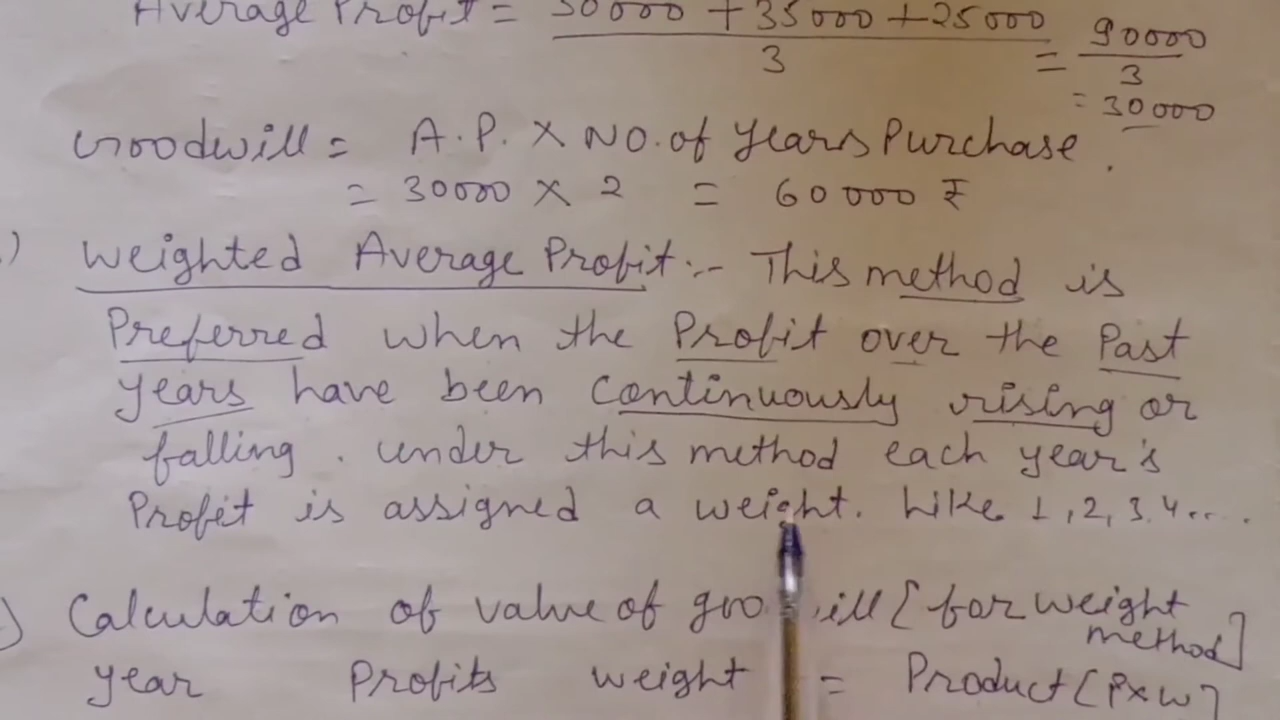 Average Profit = 30000 + 35000 + 25000 / 3 = 90000 / 3
= 30000
Goodwill = A.P. X NO. of Years Purchase.
= 30000 X 2 = 60000 ₹
) Weighted Average Profit :- This method is
Preferred when the Profit over the Past
years have been continuously rising or
falling. under this method each year's
Profit is assigned a weight. Like 1, 2, 3, 4...
) Calculation of value of goo ill [for weight
method]
year Profits weight = Product [P×W]